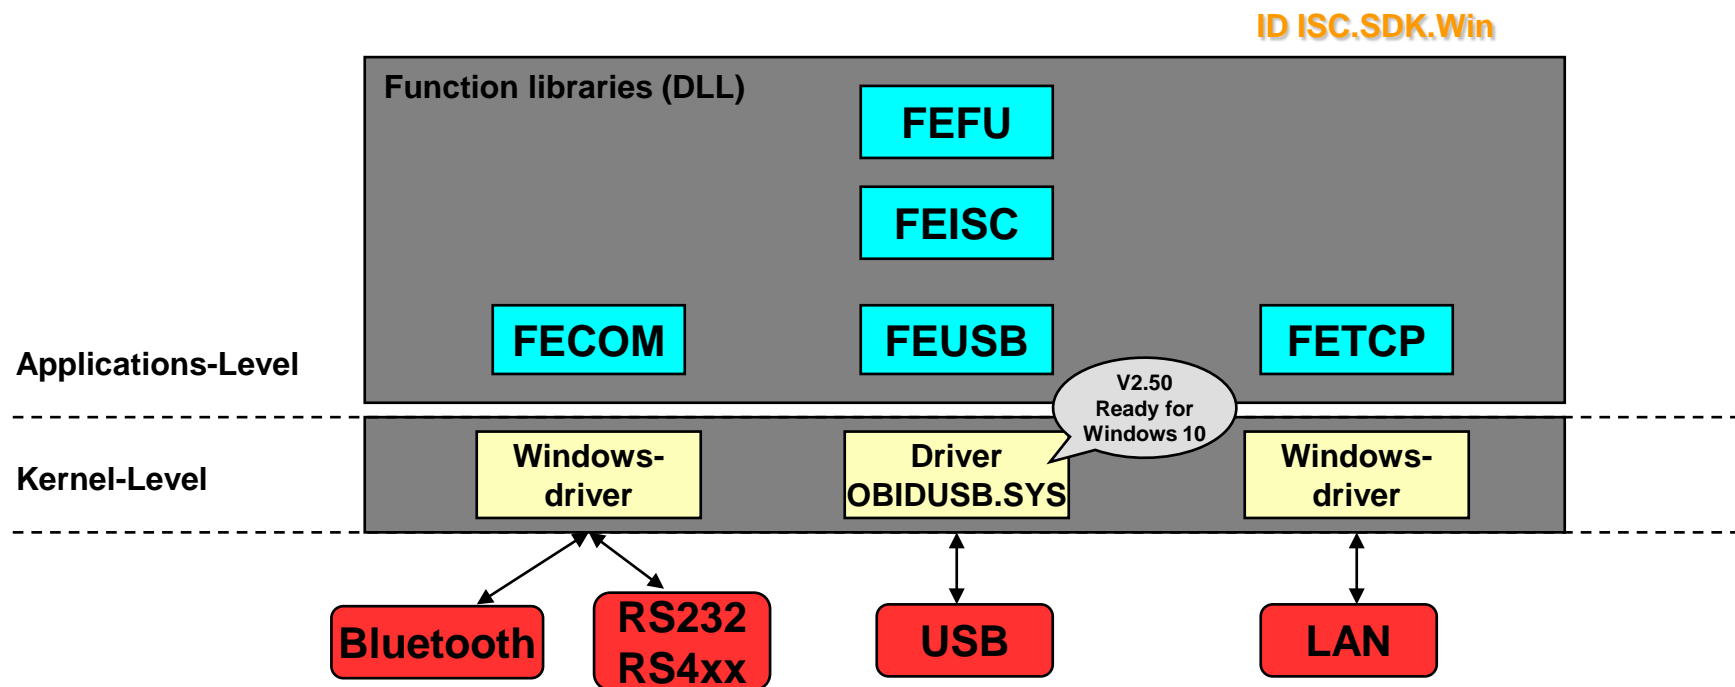 ID ISC.SDK.Win
Function libraries (DLL)
FEFU
FEISC
FECOM
FEUSB
FETCP
Applications-Level
V2.50
Ready for
Windows 10
Kernel-Level
Windows-
driver
Driver
OBIDUSB.SYS
Windows-
driver
Bluetooth
RS232
RS4xx
USB
LAN